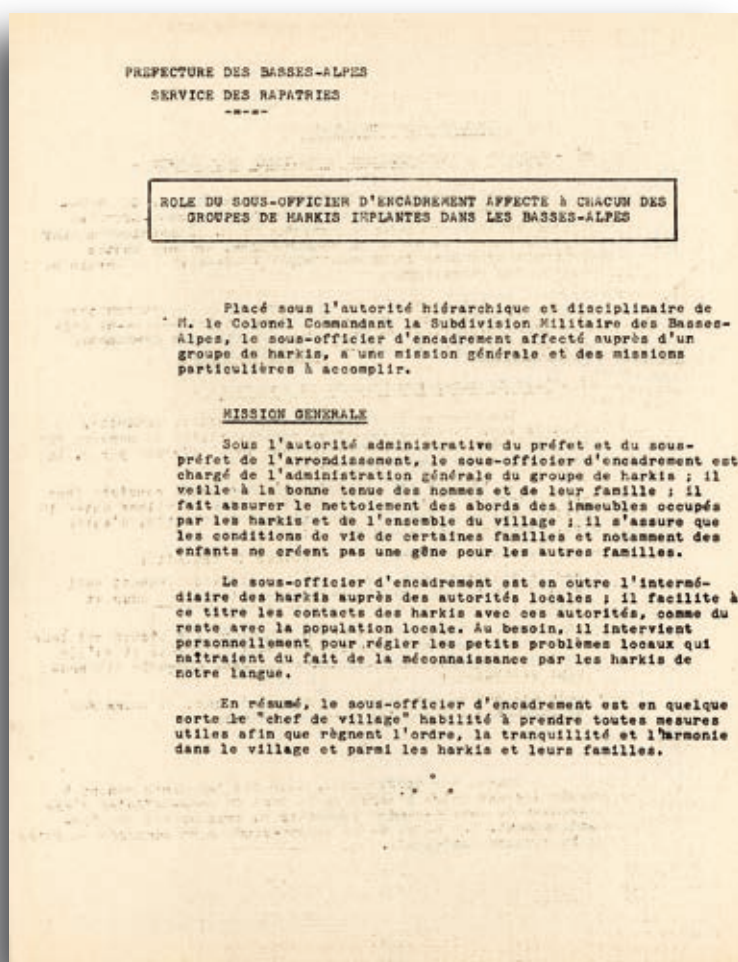 PREFECTURE DES BASSES-ALPES
SERVICE DES RAPATRIES
-=-=-
ROLE DU SOUS-OFFICIER D'ENCADREMENT AFFECTE à CHACUN DES
GROUPES DE HARKIS IMPLANTES DANS LES BASSES-ALPES
Placé sous l'autorité hiérarchique et disciplinaire de
M. le Colonel Commandant la Subdivision Militaire des Basses-
Alpes, le sous-officier d'encadrement affecté auprès d'un
groupe de harkis, a une mission générale et des missions
particulières à accomplir.
MISSION GENERALE
Sous l'autorité administrative du préfet et du sous-
préfet de l'arrondissement, le sous-officier d'encadrement est
chargé de l'administration générale du groupe de harkis ; il
veille à la bonne tenue des hommes et de leur famille ; il
fait assurer le nettoiement des abords des immeubles occupés
par les harkis et de l'ensemble du village ; il s'assure que
les conditions de vie de certaines familles et notamment des
enfants ne créent pas une gêne pour les autres familles.
Le sous-officier d'encadrement est en outre l'intermé-
diaire des harkis auprès des autorités locales ; il facilite à
ce titre les contacts des harkis avec ces autorités, comme du
reste avec la population locale. Au besoin, il intervient
personnellement pour régler les petits problèmes locaux qui
naîtraient du fait de la méconnaissance par les harkis de
notre langue.
En résumé, le sous-officier d'encadrement est en quelque
sorte le "chef de village" habilité à prendre toutes mesures
utiles afin que règnent l'ordre, la tranquillité et l'harmonie
dans le village et parmi les harkis et leurs familles.